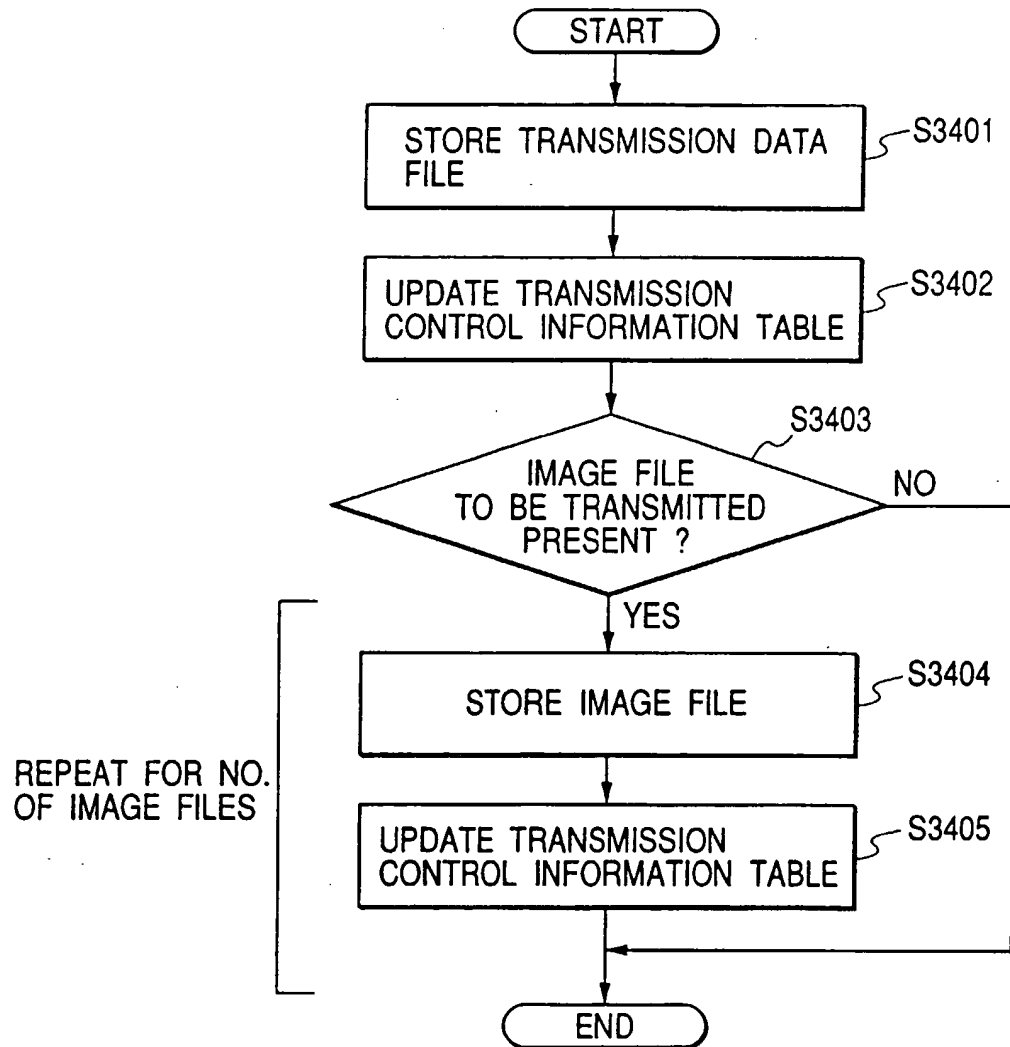 START
STORE TRANSMISSION DATA
FILE
S3401
UPDATE TRANSMISSION
CONTROL INFORMATION TABLE
S3402
S3403
IMAGE FILE
TO BE TRANSMITTED
PRESENT ?
NO
YES
STORE IMAGE FILE
S3404
REPEAT FOR NO.
OF IMAGE FILES
UPDATE TRANSMISSION
CONTROL INFORMATION TABLE
S3405
END